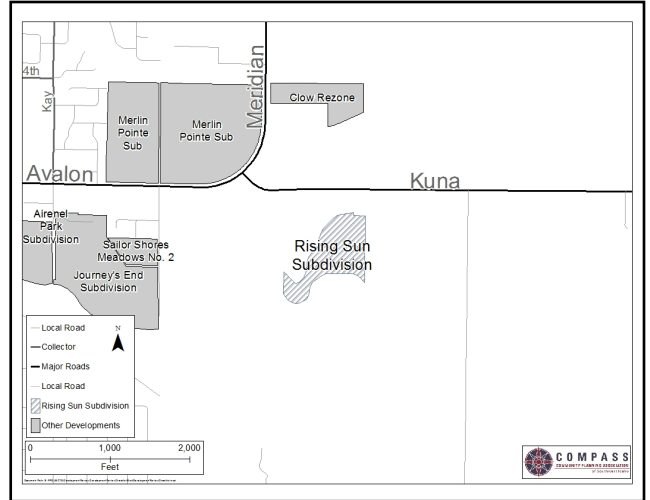 4th
Kay
Meridian
Clow Rezone
Merlin
Pointe
Sub
Merlin
Pointe Sub
Avalon
Kuna
Airenel
Park
Subdivision
Sailor Shores
Meadows No. 2
Journey's End
Subdivision
Rising Sun
Subdivision
Local Road
N
Collector
Major Roads
Local Road
Rising Sun Subdivision
Other Developments
0 1,000 2,000
Feet
COMPASS
COMMUNITY PLANNING ASSOCIATION
of Southwest Idaho